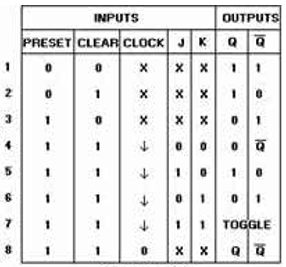 INPUTS OUTPUTS
PRESET CLEAR CLOCK J K Q Q̅
1 0 0 X X X 1 1
2 0 1 X X X 1 0
3 1 0 X X X 0 1
4 1 1 ↓ 0 0 0 Q̅
5 1 1 ↓ 1 0 1 0
6 1 1 ↓ 0 1 0 1
7 1 1 ↓ 1 1 TOGGLE
8 1 1 0 X X Q Q̅